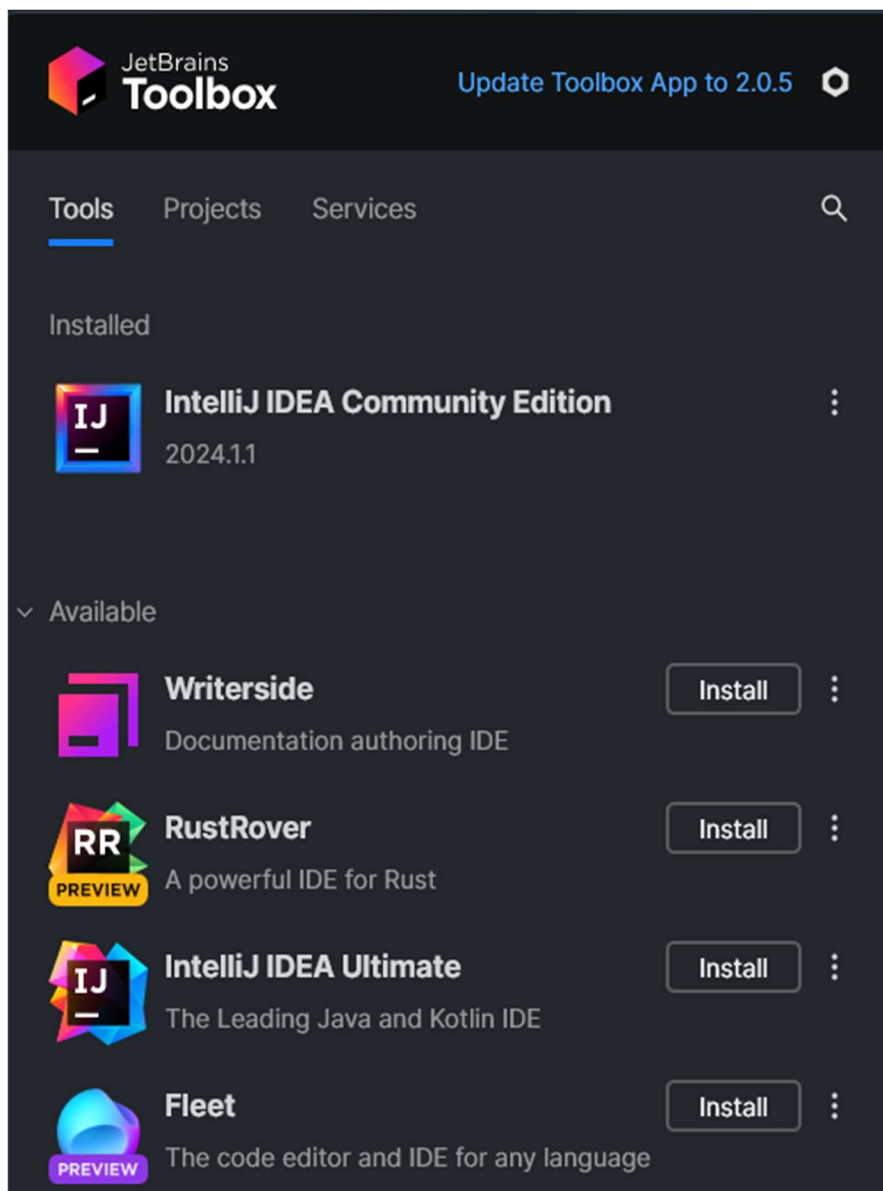 JetBrains
Toolbox
Update Toolbox App to 2.0.5
Tools Projects Services
Installed
IJ
IntelliJ IDEA Community Edition
2024.1.1
Available
Writerside
Install
Documentation authoring IDE
RR
PREVIEW
RustRover
Install
A powerful IDE for Rust
IJ
IntelliJ IDEA Ultimate
Install
The Leading Java and Kotlin IDE
PREVIEW
Fleet
Install
The code editor and IDE for any language